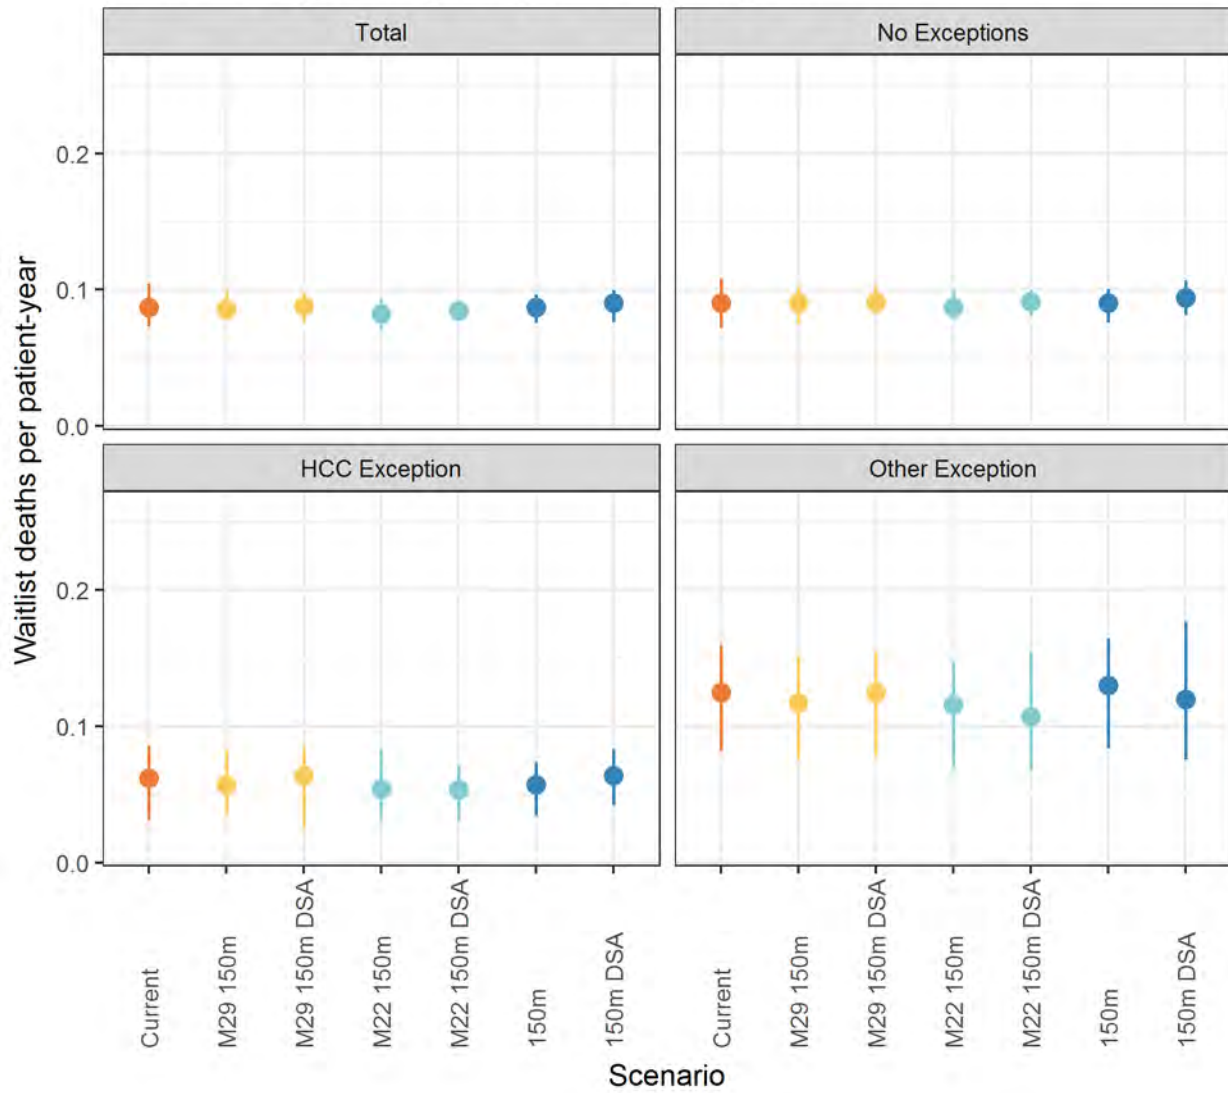 Total
No Exceptions
0.2
0.1
0.0
HCC Exception
Other Exception
0.2
0.1
0.0
Waitlist deaths per patient-year
Current
M29 150m
M29 150m DSA
M22 150m
M22 150m DSA
150m
150m DSA
Current
M29 150m
M29 150m DSA
M22 150m
M22 150m DSA
150m
150m DSA
Scenario